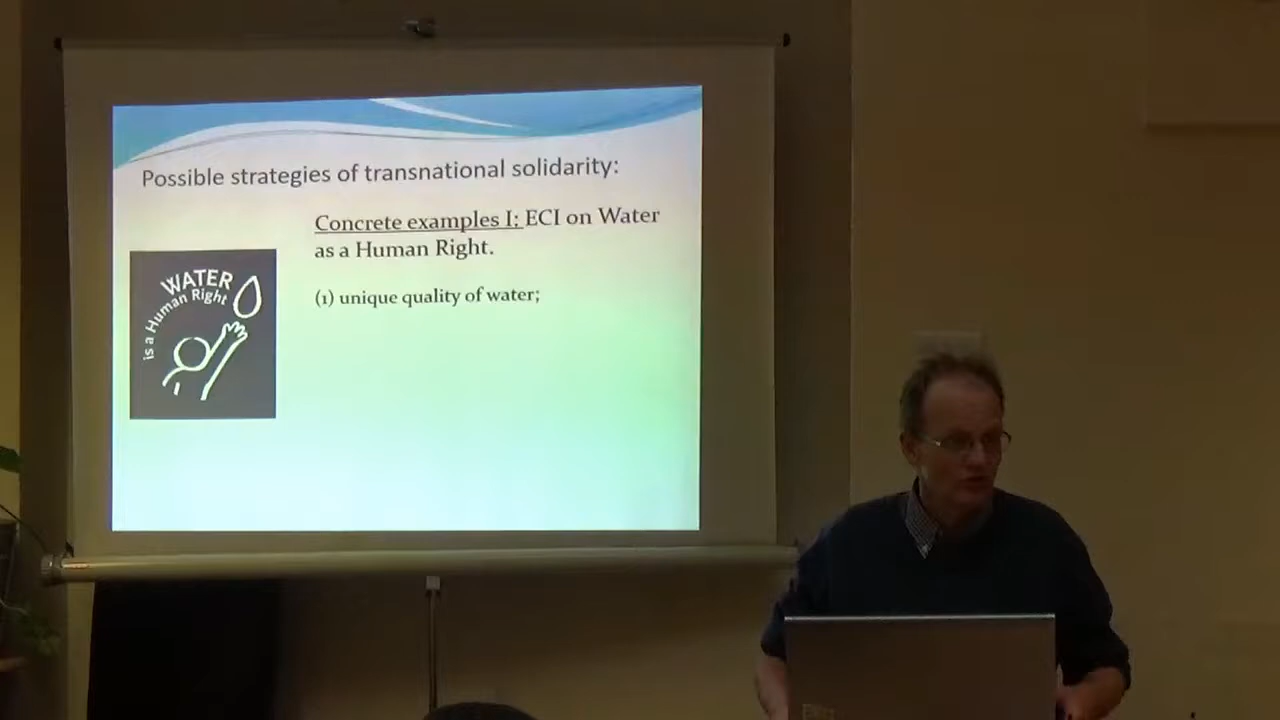 Possible strategies of transnational solidarity:
Concrete examples I: ECI on Water
as a Human Right.
WATER
is a Human Right
(1) unique quality of water;